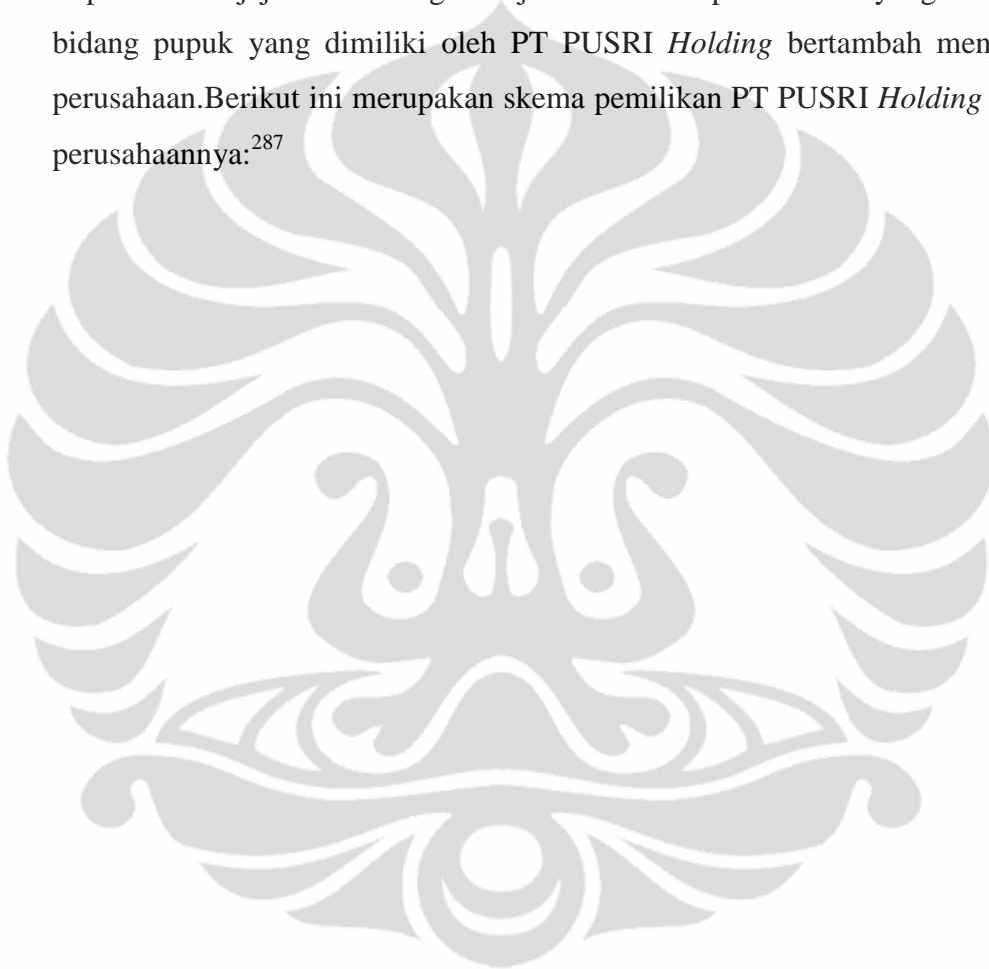 bidang pupuk yang dimiliki oleh PT PUSRI Holding bertambah men
perusahaan.Berikut ini merupakan skema pemilikan PT PUSRI Holding
perusahaannya:287